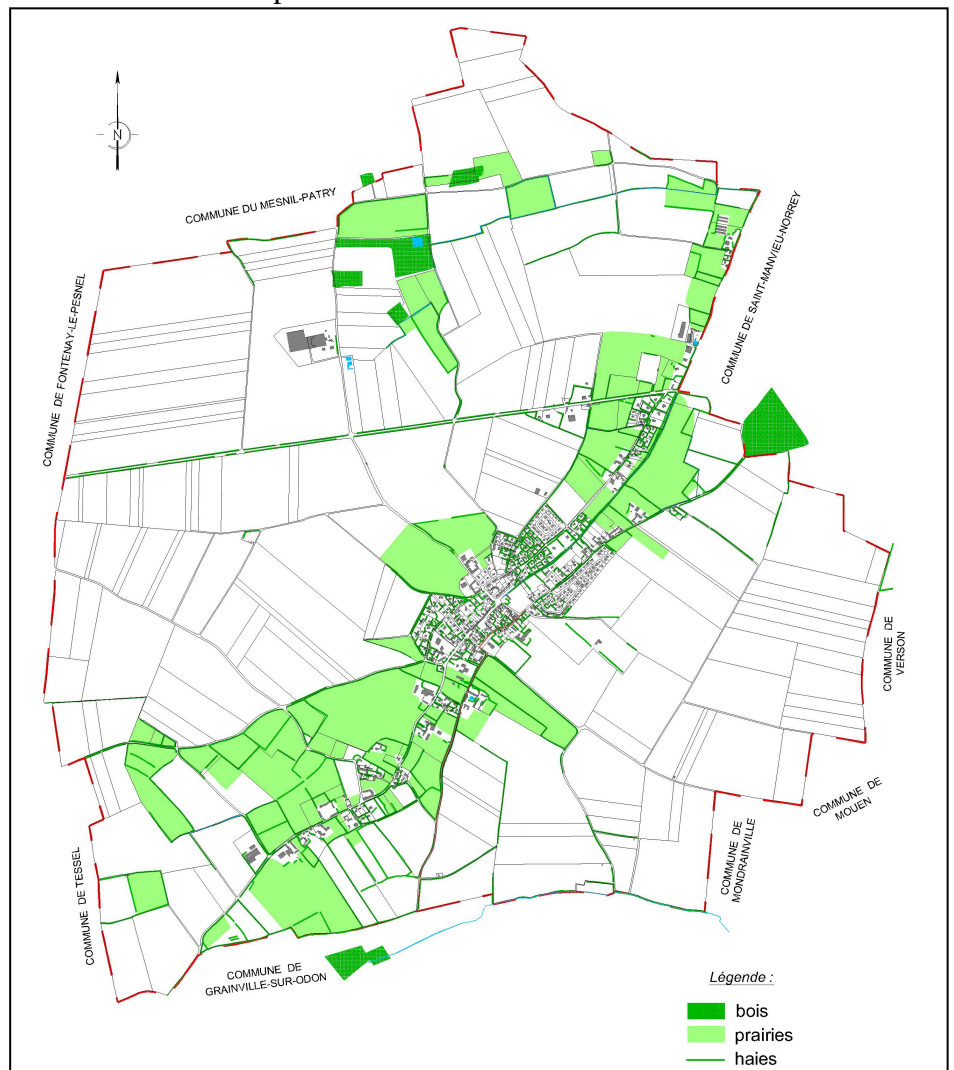 N
COMMUNE DU MESNIL-PATRY
COMMUNE DE SAINT-MANVIEU-NORREY
COMMUNE DE FONTENAY-LE-PESNEL
COMMUNE DE
VERSON
COMMUNE DE
MOUEN
COMMUNE DE
MONDRAINVILLE
COMMUNE DE TESSEL
COMMUNE DE
GRAINVILLE-SUR-ODON
Légende :
bois
prairies
haies